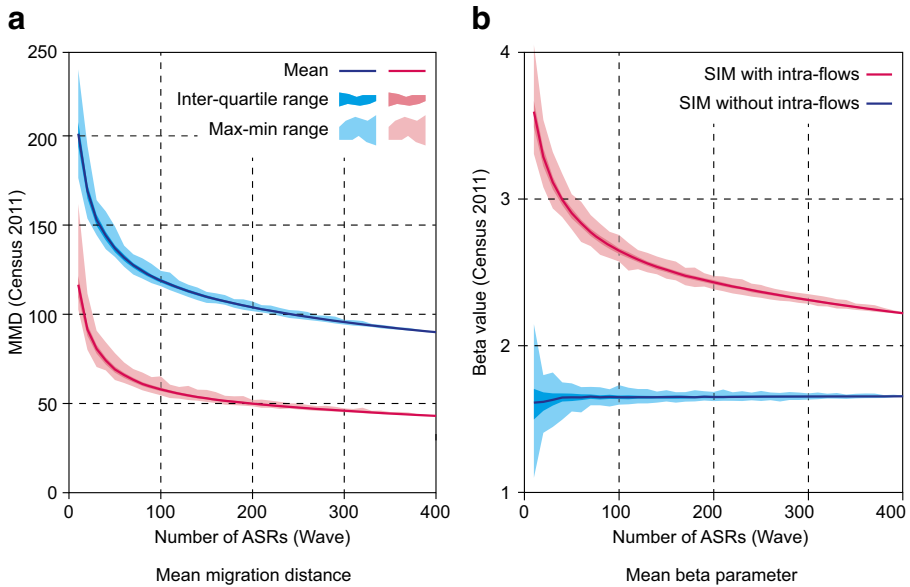 a
MMD (Census 2011)
250
200
150
100
50
0
Mean
Inter-quartile range
Max-min range
0 100 200 300 400
Number of ASRs (Wave)
Mean migration distance
b
Beta value (Census 2011)
4
3
2
1
SIM with intra-flows
SIM without intra-flows
0 100 200 300 400
Number of ASRs (Wave)
Mean beta parameter